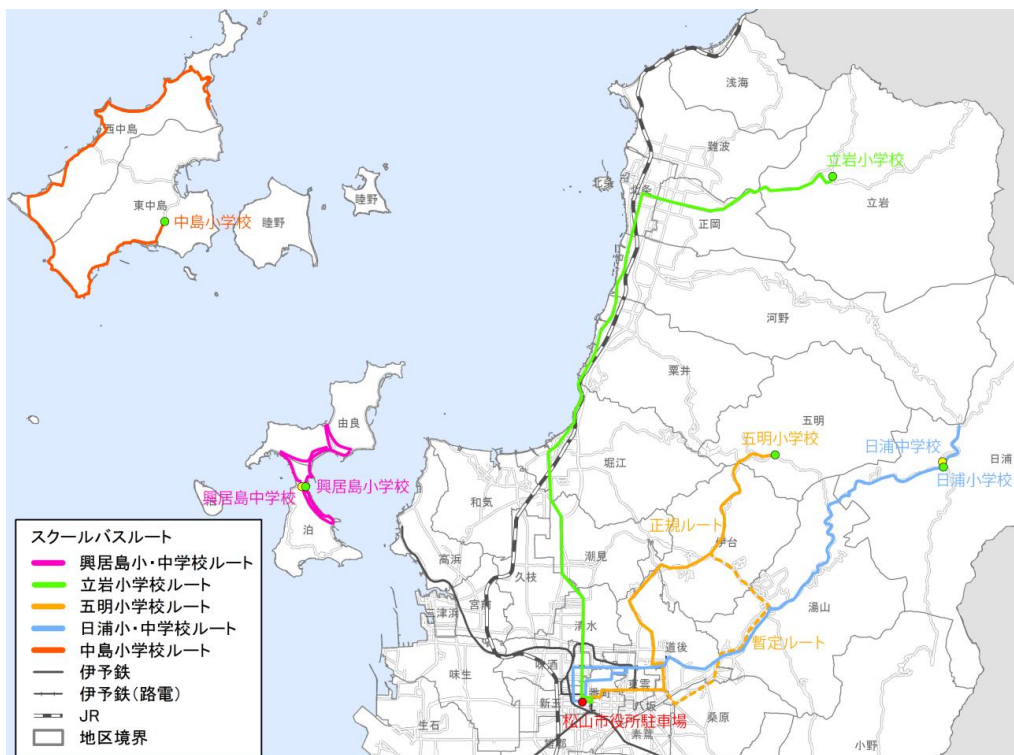 浅海
難波
立岩小学校
西中島
北条
北条
立岩
東中島
中島小学校
睦野
睦野
正岡
河野
粟井
由良
五明
五明小学校
日浦中学校
日浦
日浦小学校
堀江
興居島小学校
興居島中学校
和気
正規ルート
泊
伊台
潮見
高浜
久枝
宮前
三津浜
湯山
清水
道後
暫定ルート
味酒
味生
東雲
番町
新玉
八坂
松山市役所駐車場
桑原
生石
素鵞
小野
スクールバスルート
興居島小・中学校ルート
立岩小学校ルート
五明小学校ルート
日浦小・中学校ルート
中島小学校ルート
伊予鉄
伊予鉄(路電)
JR
地区境界